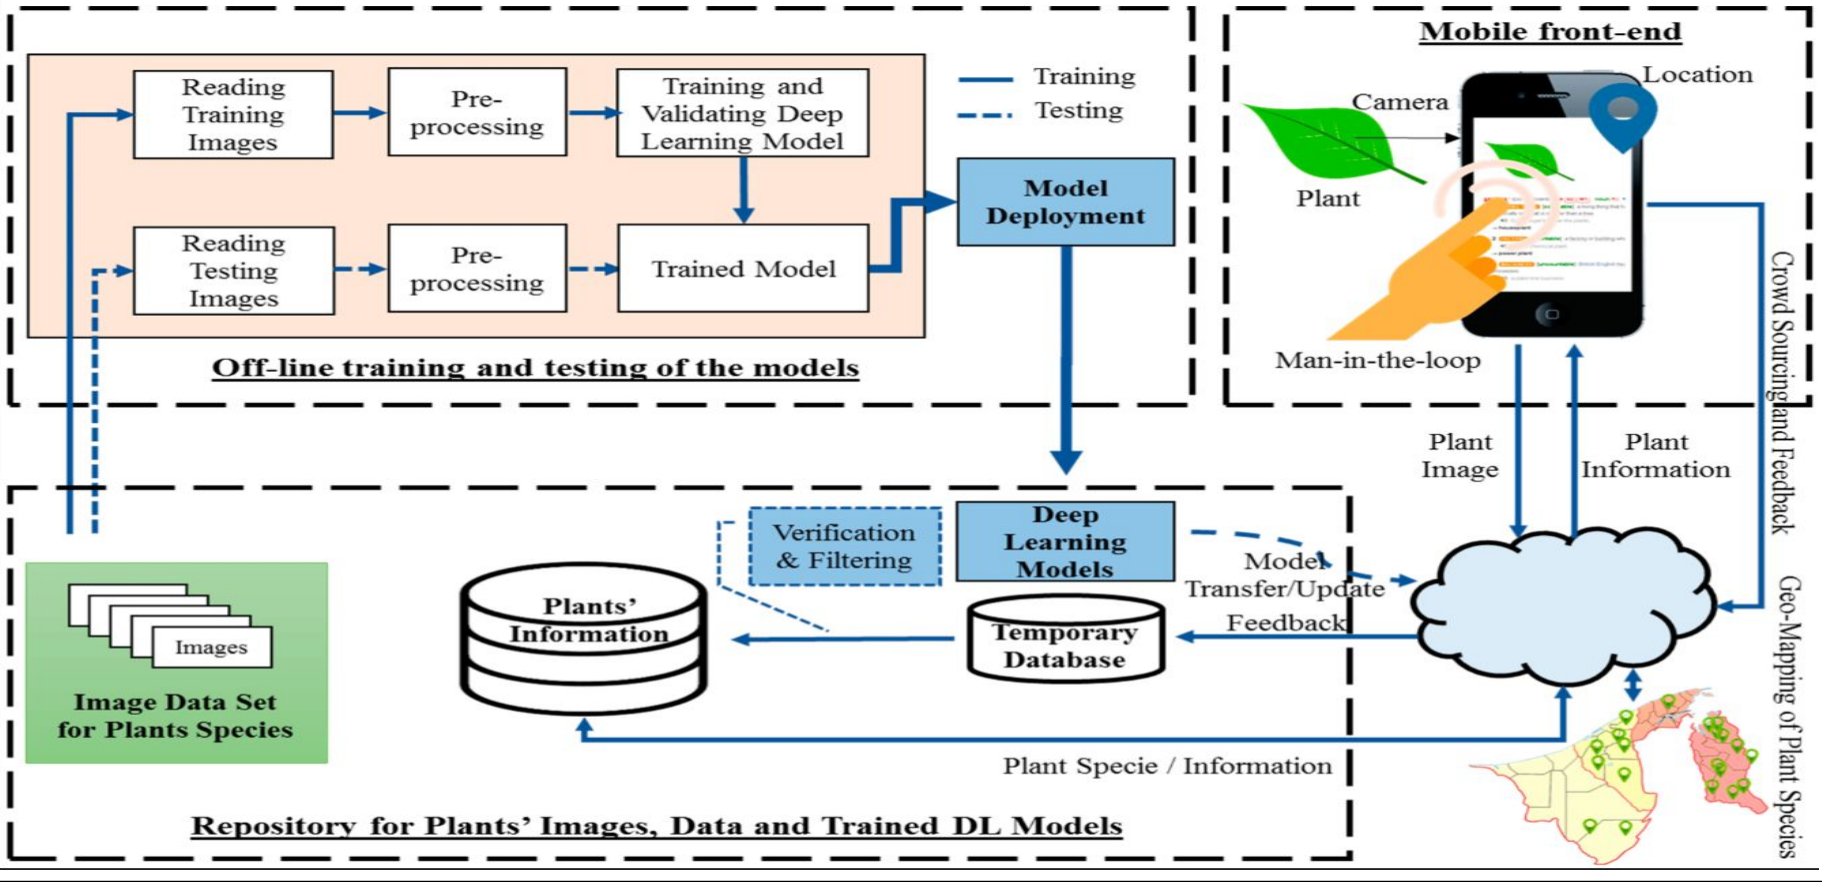 Reading
Training
Images
Pre-
processing
Training and
Validating Deep
Learning Model
Training
Testing
Reading
Testing
Images
Pre-
processing
Trained Model
Model
Deployment
Off-line training and testing of the models
Mobile front-end
Location
Camera
Plant
Man-in-the-loop
Plant
Image
Plant
Information
Crowd Sourcing and Feedback
Geo-Mapping of Plant Species
Verification
& Filtering
Deep
Learning
Models
Model
Transfer/Update
Feedback
Plants’
Information
Temporary
Database
Images
Image Data Set
for Plants Species
Plant Specie / Information
Repository for Plants’ Images, Data and Trained DL Models